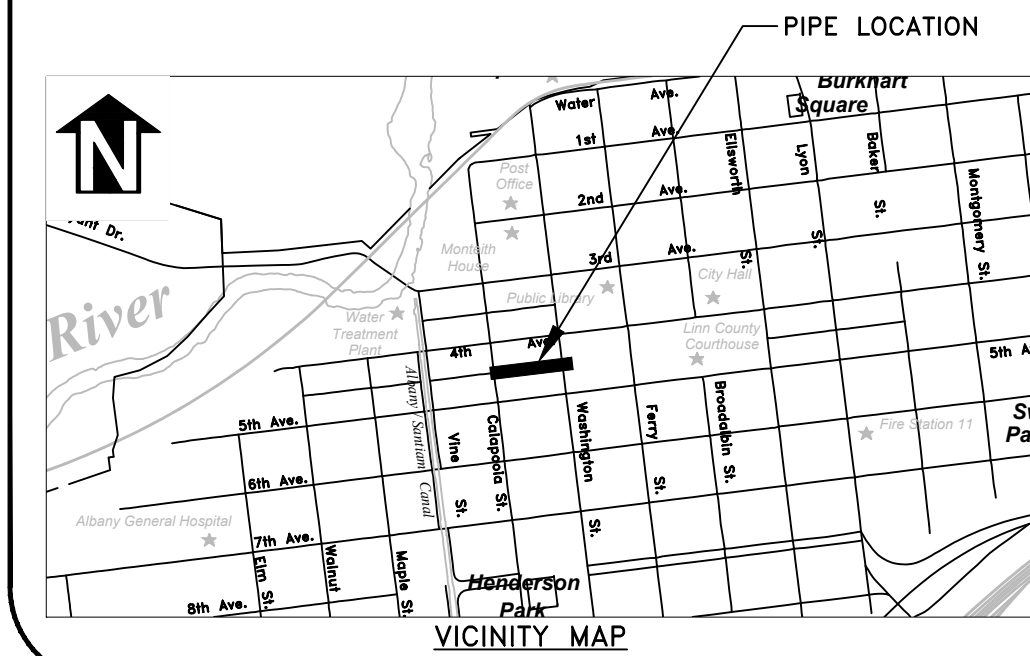 PIPE LOCATION
N
Burkhart
Square
Water Ave.
1st Ave.
Ellsworth St.
Lyon St.
Baker St.
Post
Office
2nd Ave.
Montgomery St.
Dr.
Monteith
House
3rd Ave.
City Hall
River
Public Library
Water
Treatment
Plant
Linn County
Courthouse
4th Ave
5th A
Albany / Santiam Canal
5th Ave.
Vine St.
Calapooia St.
Washington St.
Ferry St.
Broadalbin St.
Fire Station 11
6th Ave.
Albany General Hospital
7th Ave.
Elm St.
Walnut
Maple St.
Henderson
Park
8th Ave.
VICINITY MAP